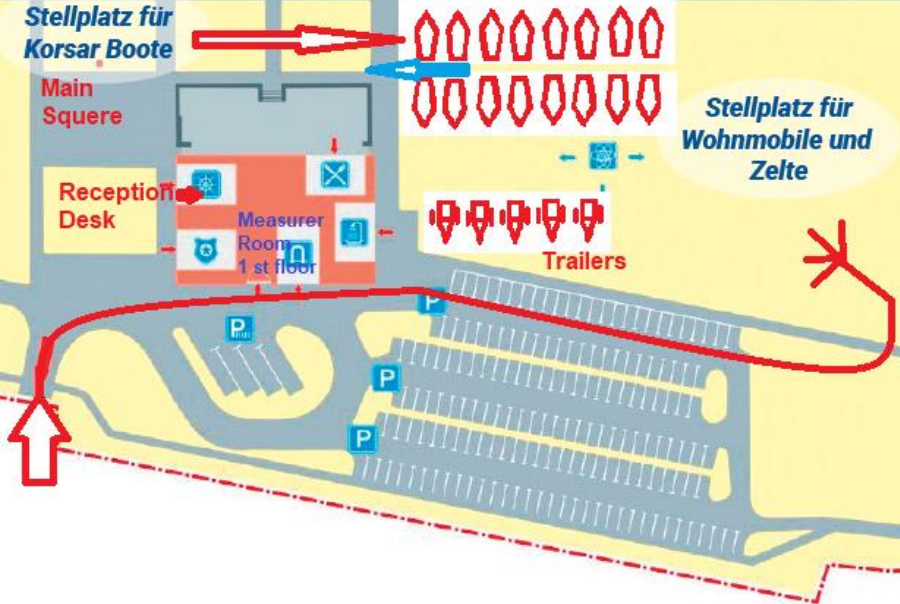 Stellplatz für
Korsar Boote
Main
Squere
Stellplatz für
Wohnmobile und
Zelte
Reception
Desk
Measurer
Room
1 st floor
Trailers
P
P
P
P